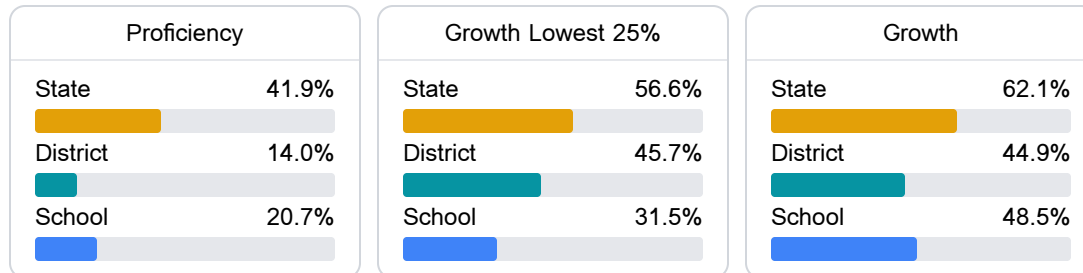 Proficiency
State 41.9%
District 14.0%
School 20.7%
Growth Lowest 25%
State 56.6%
District 45.7%
School 31.5%
Growth
State 62.1%
District 44.9%
School 48.5%